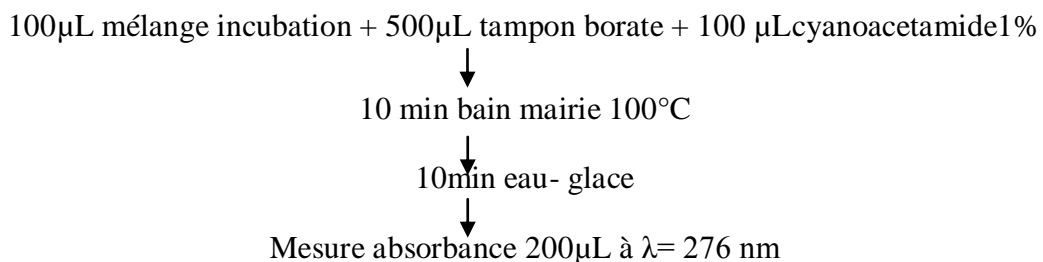 100µL mélange incubation + 500µL tampon borate + 100 µLcyanoacetamide1%
10 min bain mairie 100°C
10min eau- glace
Mesure absorbance 200µL à λ= 276 nm